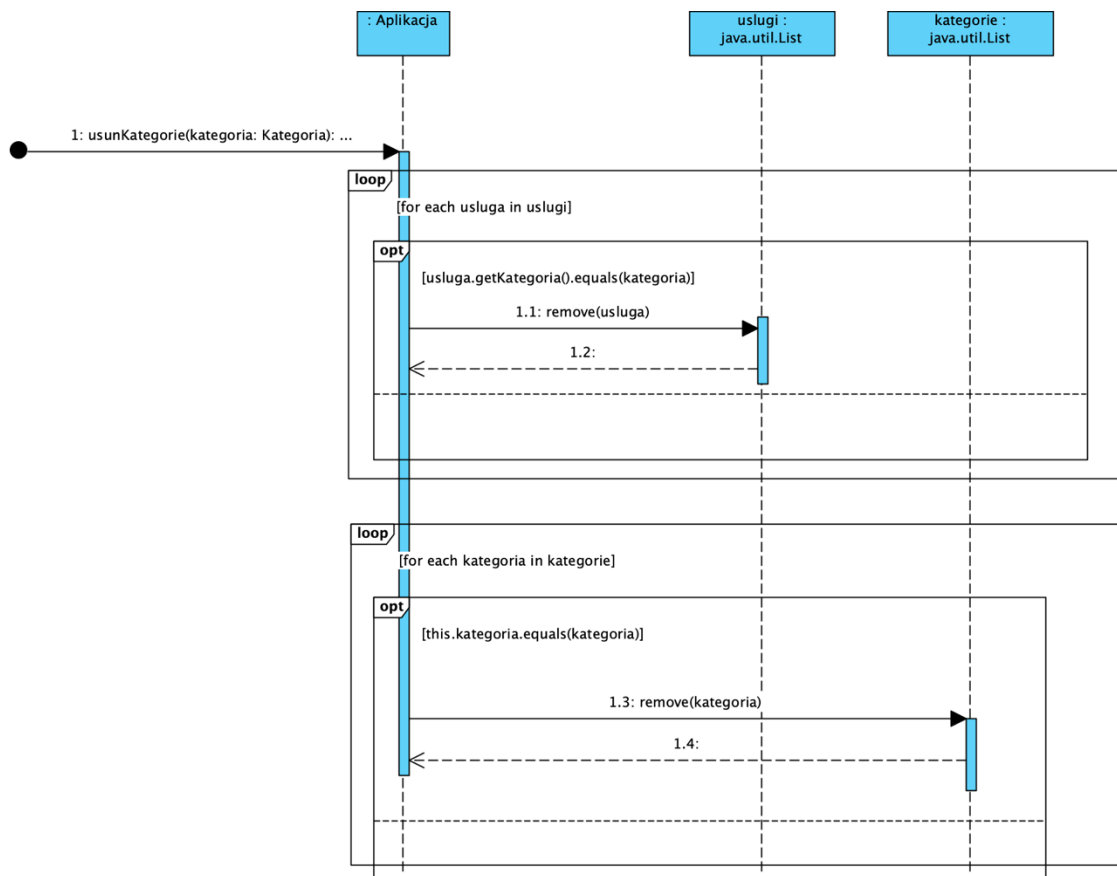 : Aplikacja
uslugi :
java.util.List
kategorie :
java.util.List
1: usunKategorie(kategoria: Kategoria): ...
loop
[for each usluga in uslugi]
opt
[usluga.getKategoria().equals(kategoria)]
1.1: remove(usluga)
1.2:
loop
[for each kategoria in kategorie]
opt
[this.kategoria.equals(kategoria)]
1.3: remove(kategoria)
1.4: